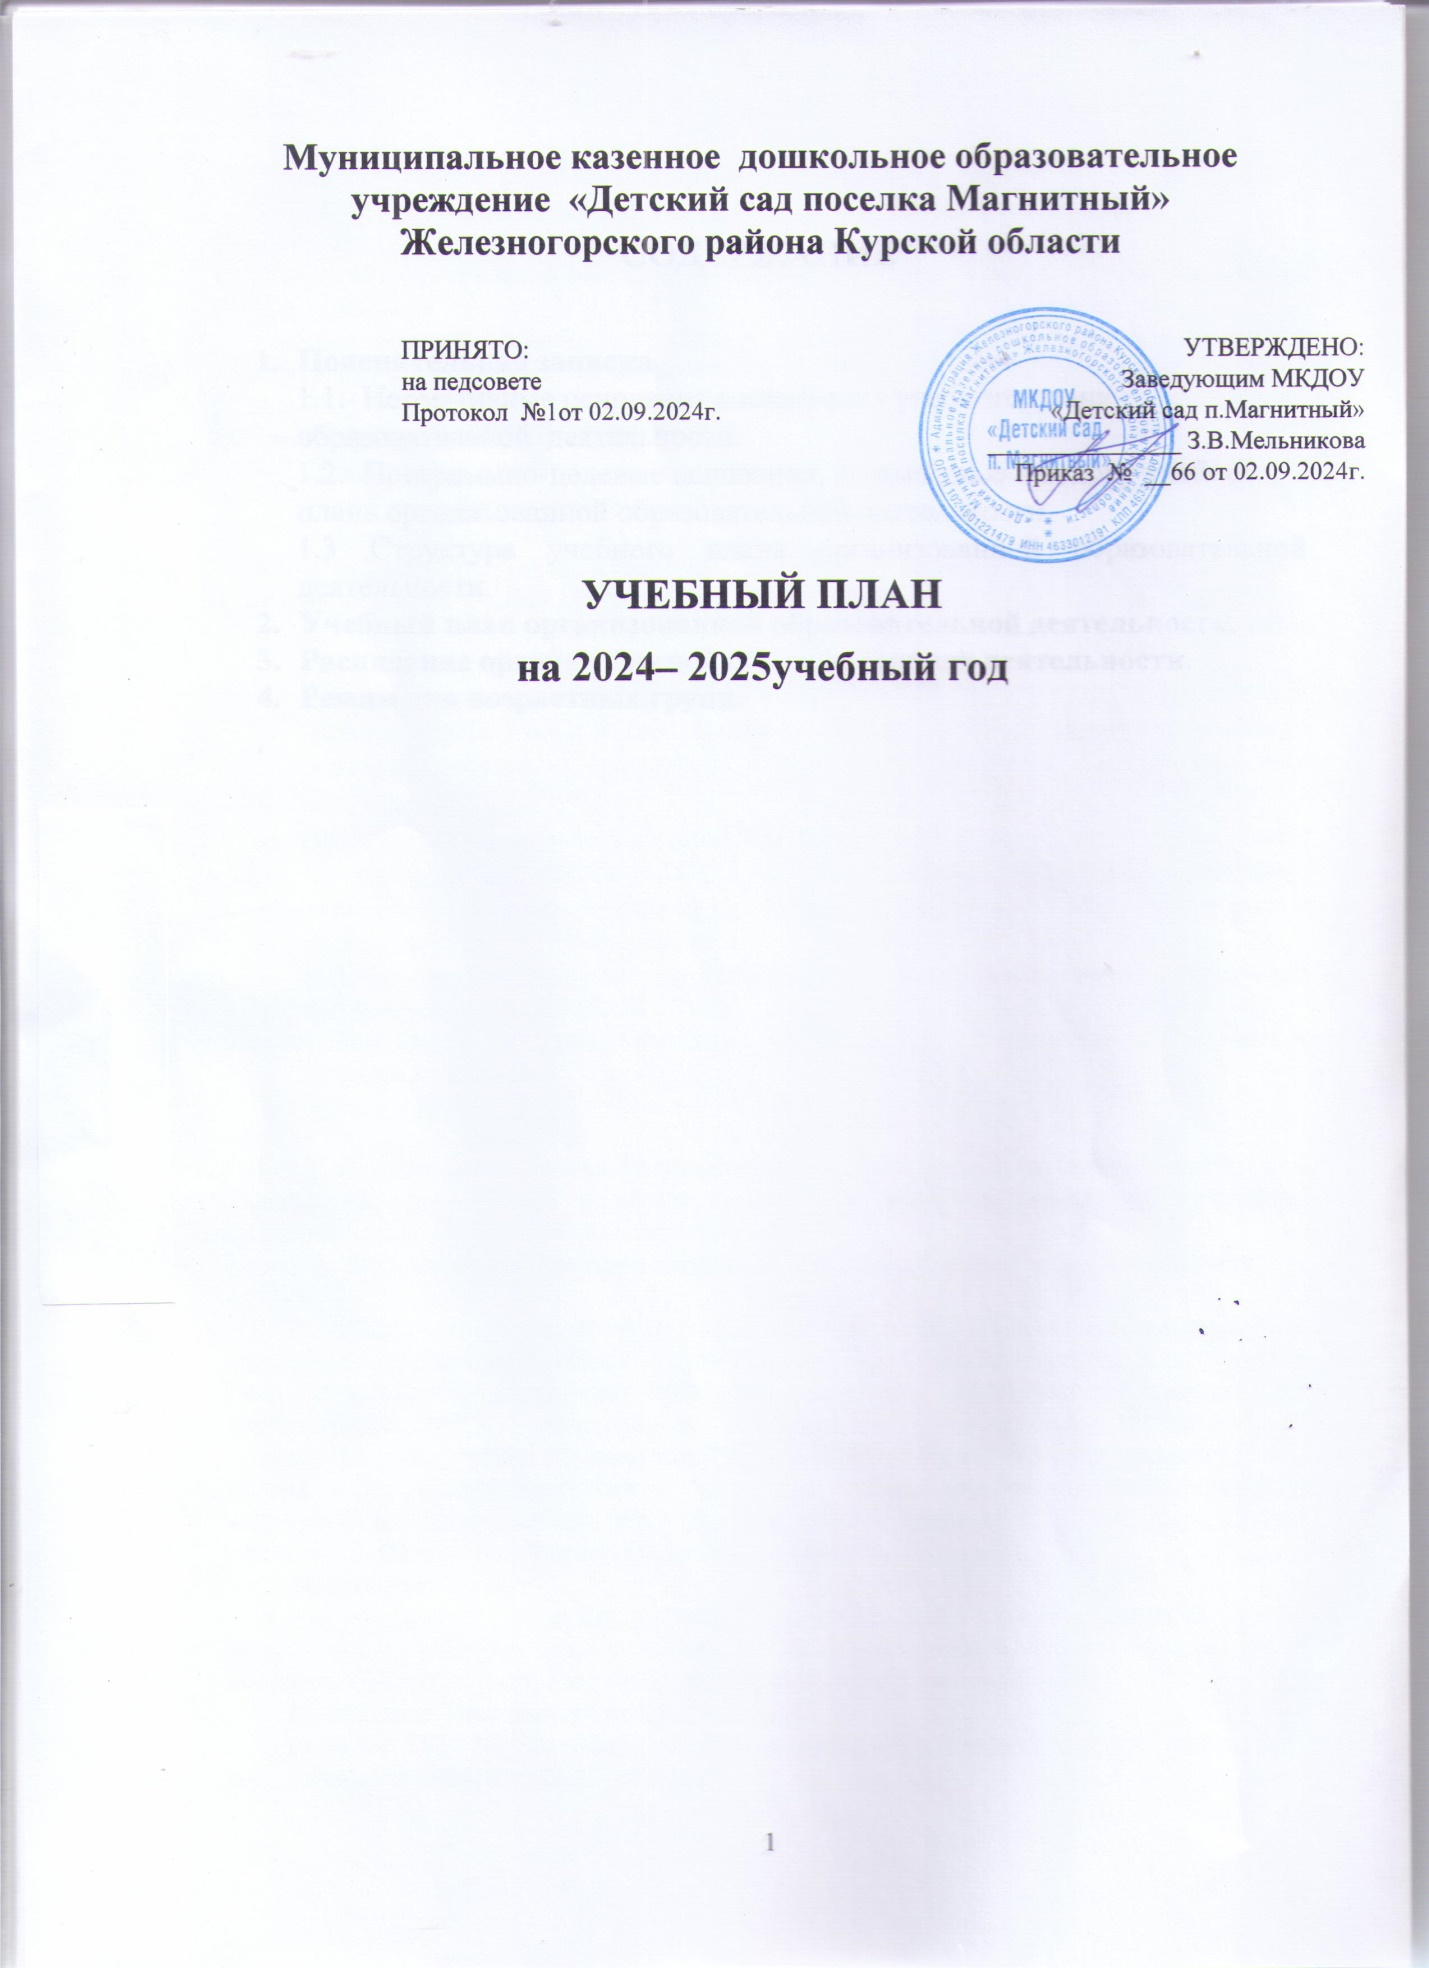 Муниципальное казенное дошкольное образовательное
учреждение «Детский сад поселка Магнитный»
Железногорского района Курской области
ПРИНЯТО:
на педсовете
Протокол №1от 02.09.2024г.
УТВЕРЖДЕНО:
Заведующим МКДОУ
«Детский сад п.Магнитный»
З.В.Мельникова
Приказ № __66 от 02.09.2024г.
МКДОУ
«Детский сад
п. Магнитный»
УЧЕБНЫЙ ПЛАН
на 2024– 2025учебный год
1